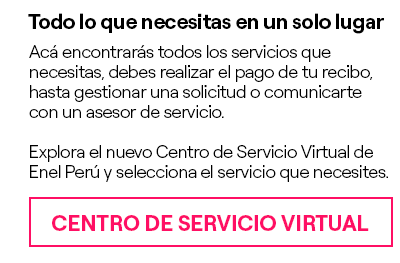 Todo lo que necesitas en un solo lugar
Acá encontrarás todos los servicios que
necesitas, debes realizar el pago de tu recibo,
hasta gestionar una solicitud o comunicarte
con un asesor de servicio.
Explora el nuevo Centro de Servicio Virtual de
Enel Perú y selecciona el servicio que necesites.
CENTRO DE SERVICIO VIRTUAL